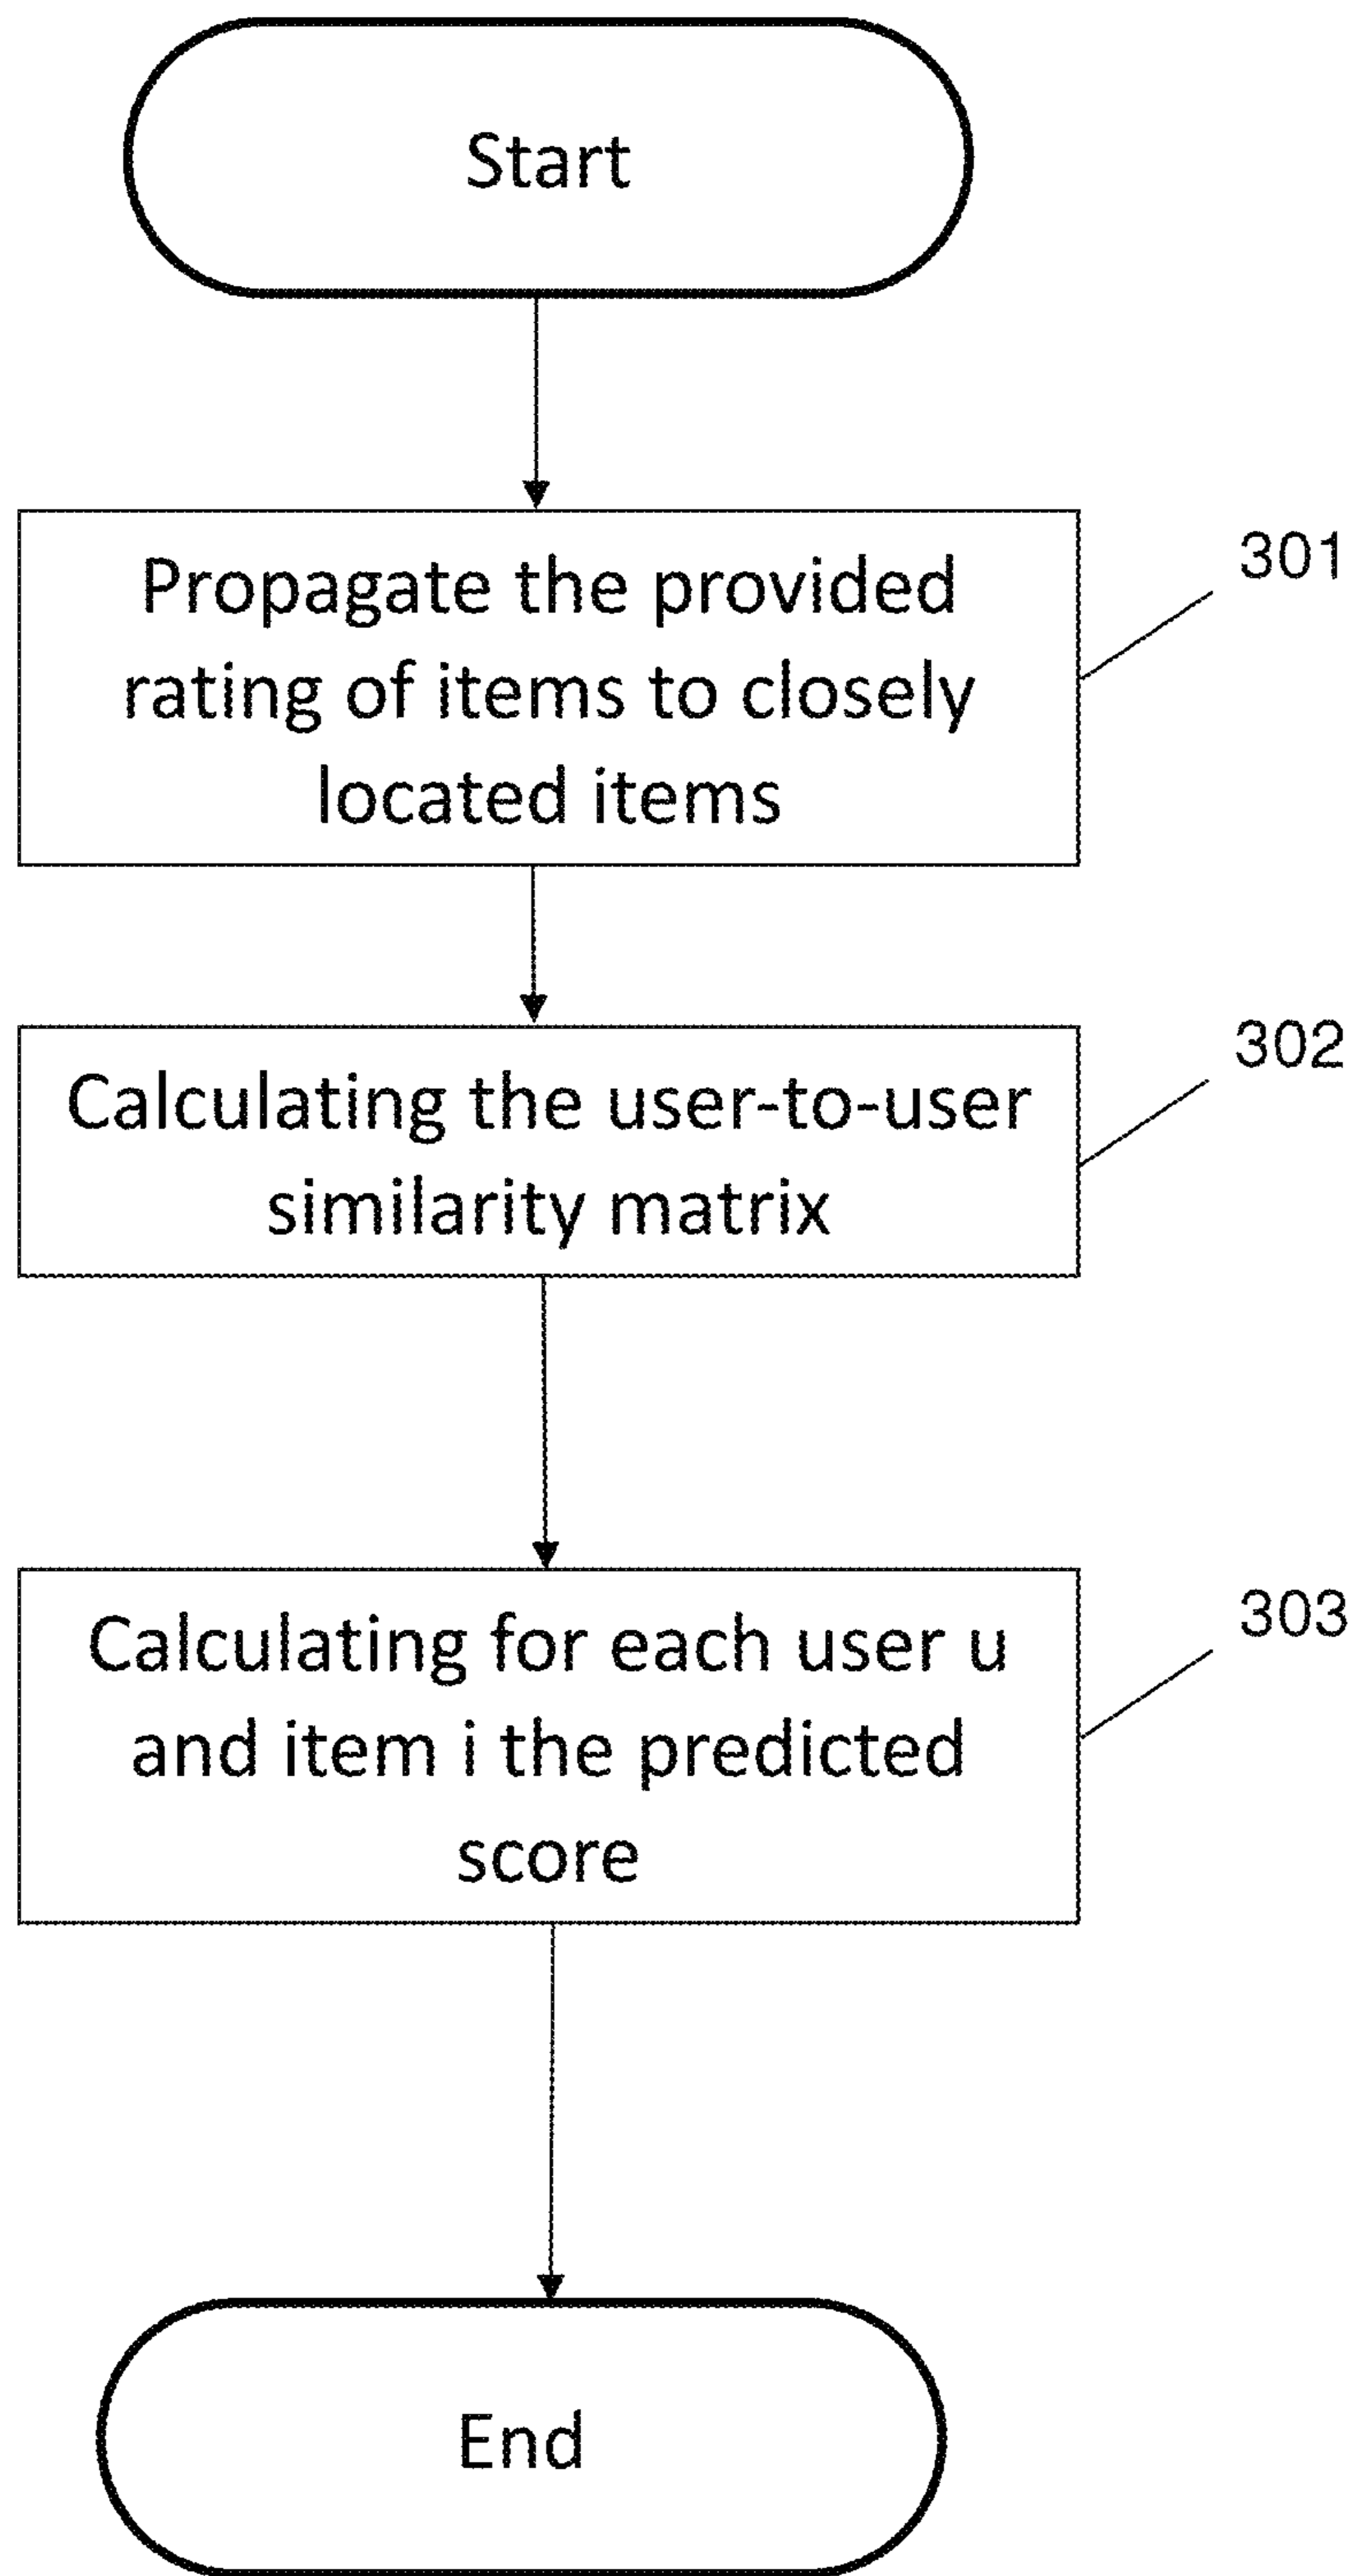 Start
Propagate the provided
rating of items to closely
located items
301
Calculating the user-to-user
similarity matrix
302
Calculating for each user u
and item i the predicted
score
303
End